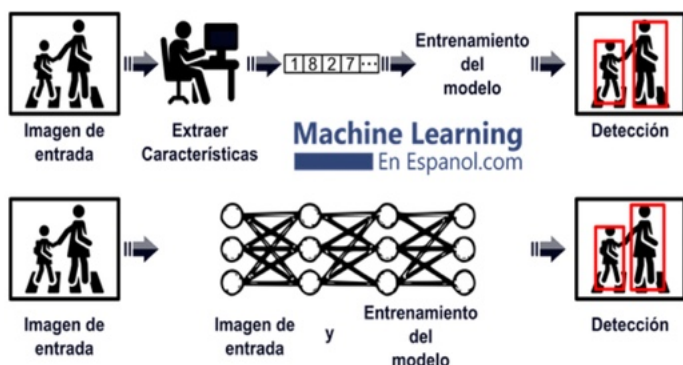 Entrenamiento
del
modelo
1 8 2 7 ...
Imagen de
entrada
Extraer
Características
Machine Learning
En Espanol.com
Detección
Imagen de
entrada
Imagen de
entrada
y
Entrenamiento
del
modelo
Detección